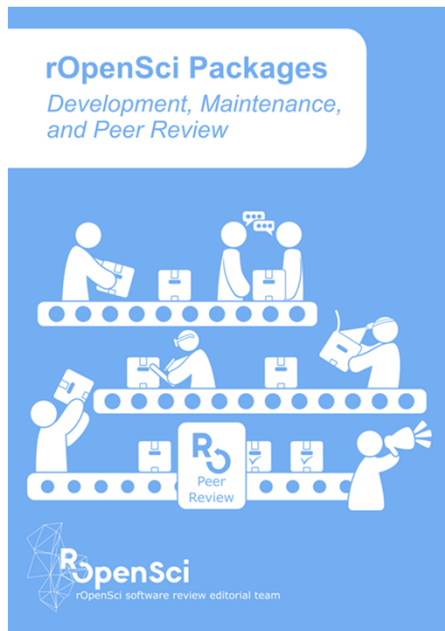 rOpenSci Packages
Development, Maintenance,
and Peer Review
R
Peer
Review
ROpenSci
rOpenSci software review editorial team